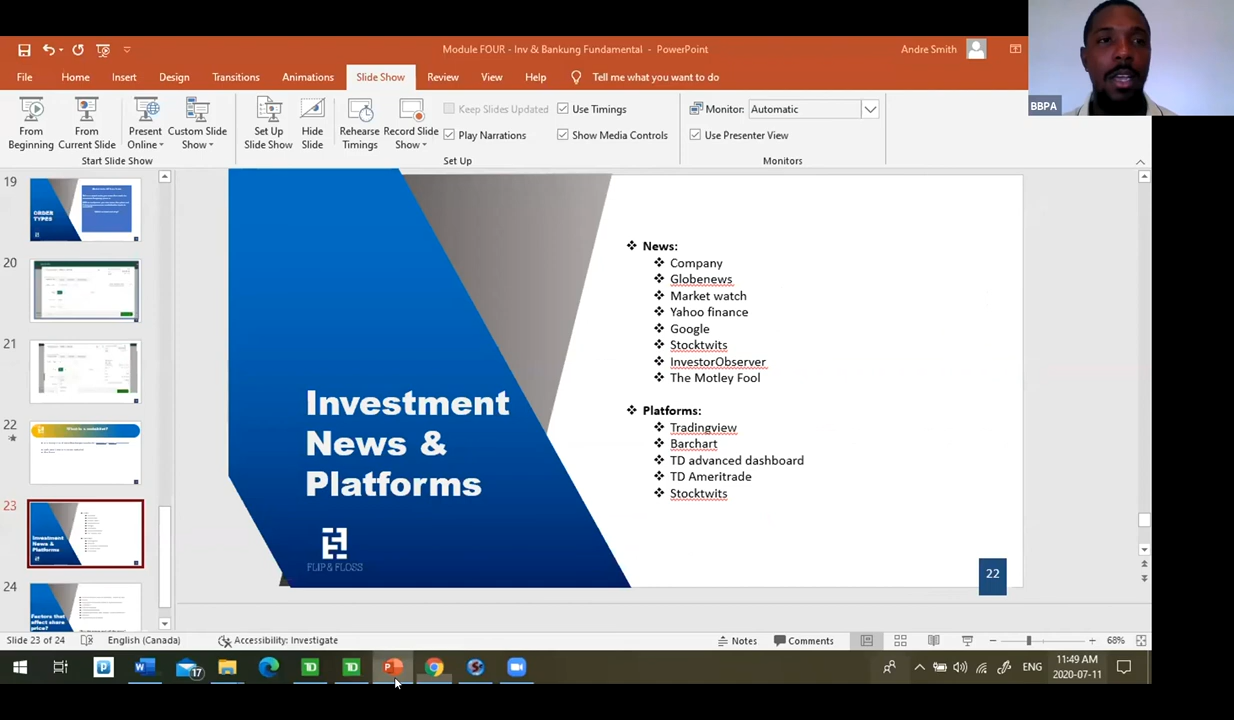 Module FOUR - Inv & Bankung Fundamental - PowerPoint
Andre Smith
File Home Insert Design Transitions Animations Slide Show Review View Help Tell me what you want to do
BBPA
From Beginning
From Current Slide
Present Online
Custom Slide Show
Start Slide Show
Set Up Slide Show
Hide Slide
Rehearse Timings
Record Slide Show
Keep Slides Updated
Use Timings
Play Narrations
Show Media Controls
Set Up
Monitor: Automatic
Use Presenter View
Monitors
19
ORDER
TYPES
20
21
22
What is a
23
Investment
News &
Platforms
24
Factors that
affect share
price?
Investment
News &
Platforms
FLIP & FLOSS
News:
Company
Globenews
Market watch
Yahoo finance
Google
Stocktwits
InvestorObserver
The Motley Fool
Platforms:
Tradingview
Barchart
TD advanced dashboard
TD Ameritrade
Stocktwits
22
Slide 23 of 24 English (Canada) Accessibility: Investigate Notes Comments 68%
17
ENG
11:49 AM
2020-07-11